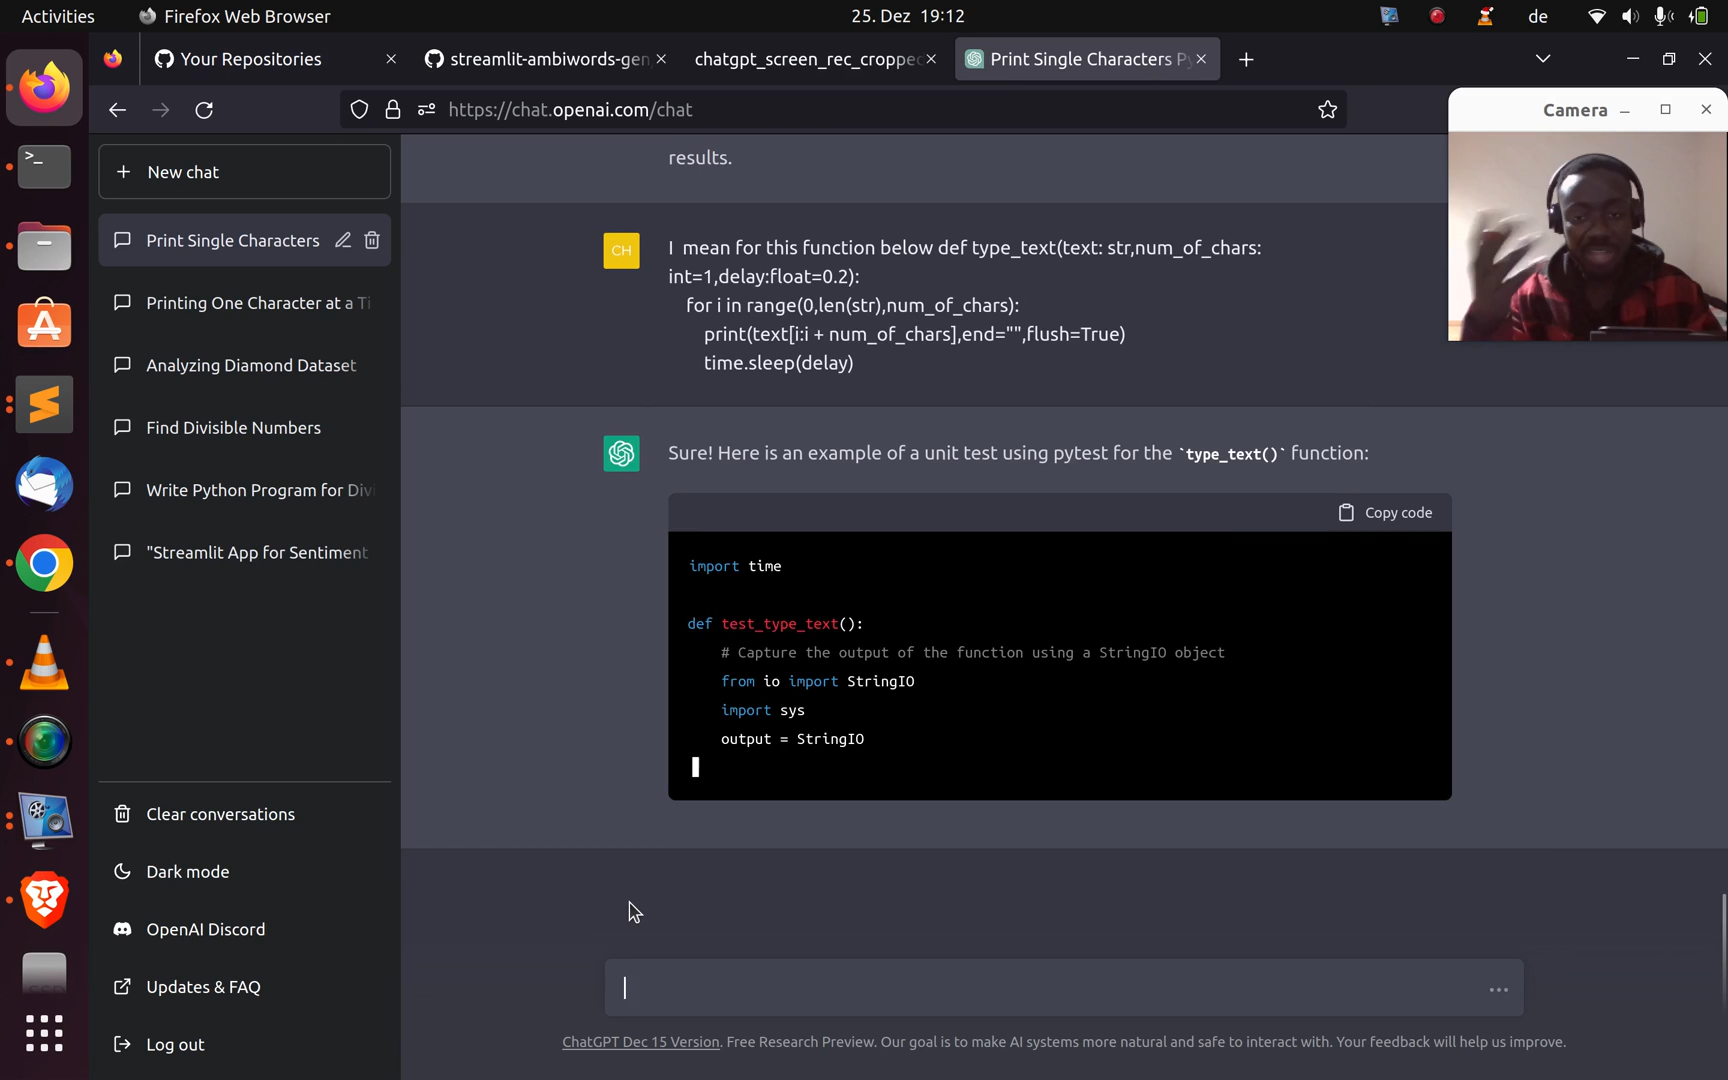 Activities
Firefox Web Browser
25. Dez 19:12
de
Your Repositories
streamlit-ambiwords-gen
chatgpt_screen_rec_croppec
Print Single Characters Py
https://chat.openai.com/chat
Camera
New chat
Print Single Characters
Printing One Character at a Ti
Analyzing Diamond Dataset
Find Divisible Numbers
Write Python Program for Divi
"Streamlit App for Sentiment
Clear conversations
Dark mode
OpenAI Discord
Updates & FAQ
Log out
results.
CH
I mean for this function below def type_text(text: str,num_of_chars:
int=1,delay:float=0.2):
for i in range(0,len(str),num_of_chars):
print(text[i:i + num_of_chars],end="",flush=True)
time.sleep(delay)
Sure! Here is an example of a unit test using pytest for the `type_text()` function:
Copy code
import time
def test_type_text():
# Capture the output of the function using a StringIO object
from io import StringIO
import sys
output = StringIO
ChatGPT Dec 15 Version. Free Research Preview. Our goal is to make AI systems more natural and safe to interact with. Your feedback will help us improve.